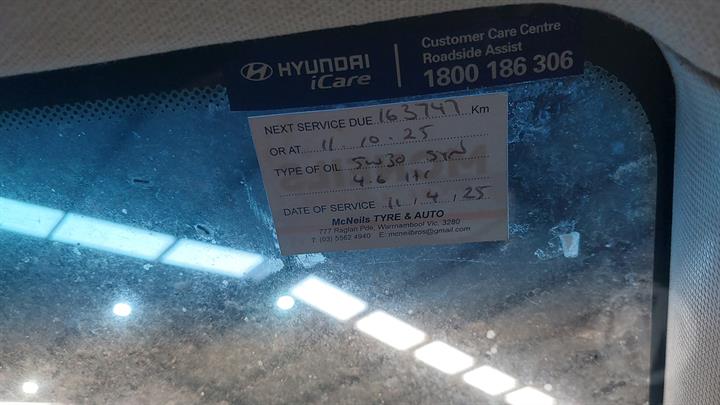 HYUNDAI
iCare
Customer Care Centre
Roadside Assist
1800 186 306
NEXT SERVICE DUE 163747 Km
OR AT 11.10.25
TYPE OF OIL 5W30 SYN
4.6 ltr
DATE OF SERVICE 11.4.25
McNeils TYRE & AUTO
777 Raglan Pde, Warrnambool Vic, 3280
T: (03) 5562 4940 E: mcneilbros@gmail.com